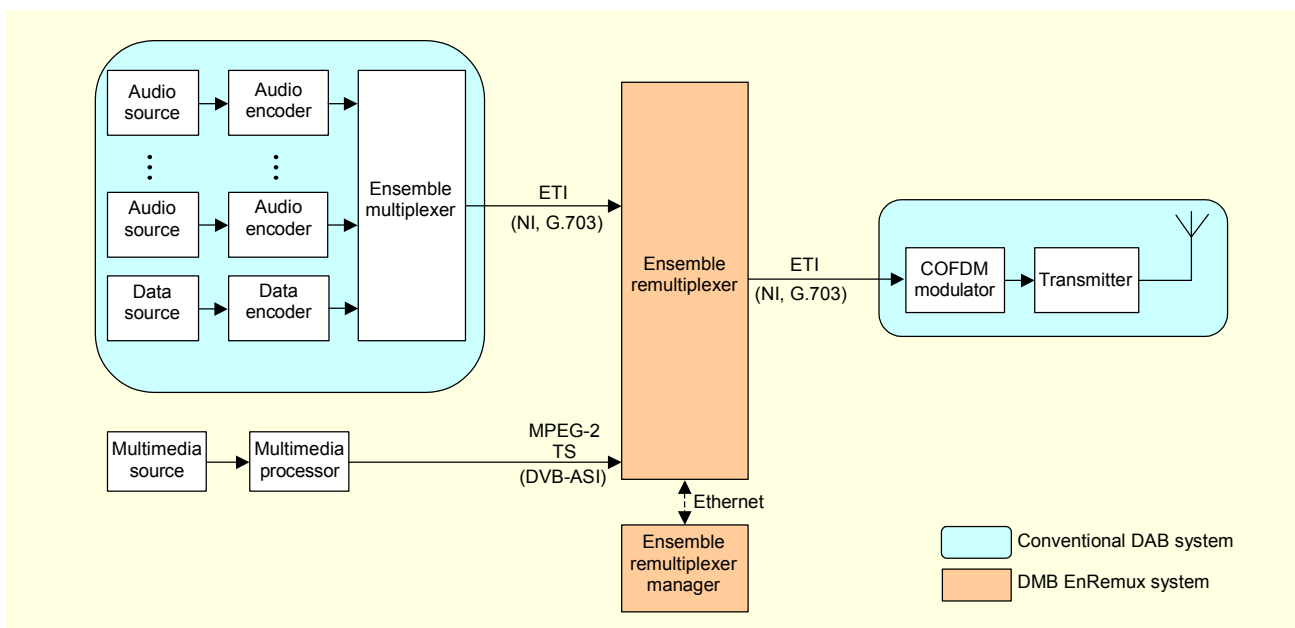 Audio
source
Audio
encoder
Audio
source
Audio
encoder
Data
source
Data
encoder
Ensemble
multiplexer
ETI
(NI, G.703)
Multimedia
source
Multimedia
processor
MPEG-2
TS
(DVB-ASI)
Ensemble
remultiplexer
Ethernet
Ensemble
remultiplexer
manager
ETI
(NI, G.703)
COFDM
modulator
Transmitter
Conventional DAB system
DMB EnRemux system